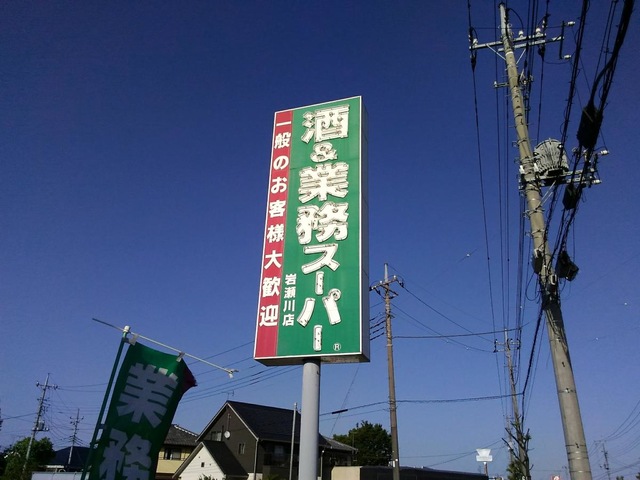 酒&業務スーパー
岩瀬川店
®
一般のお客様大歓迎
業務